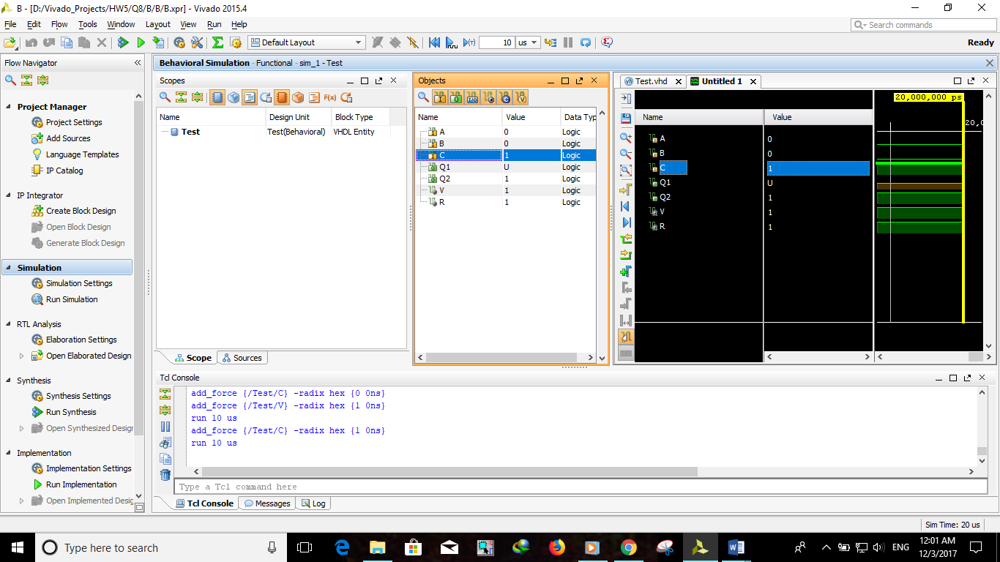 B - [D:/Vivado_Projects/HW5/Q8/B/B/B.xpr] - Vivado 2015.4
File Edit Flow Tools Window Layout View Run Help
Search commands
Default Layout
10 us
Ready
Flow Navigator
Project Manager
Project Settings
Add Sources
Language Templates
IP Catalog
IP Integrator
Create Block Design
Open Block Design
Generate Block Design
Simulation
Simulation Settings
Run Simulation
RTL Analysis
Elaboration Settings
Open Elaborated Design
Synthesis
Synthesis Settings
Run Synthesis
Open Synthesized Design
Implementation
Implementation Settings
Run Implementation
Open Implemented Desig
Behavioral Simulation - Functional - sim_1 - Test
Scopes
F(x)
Name Design Unit Block Type
Test Test(Behavioral) VHDL Entity
Scope Sources
Objects
Name Value Data Typ
A 0 Logic
B 0 Logic
C 1 Logic
Q1 U Logic
Q2 1 Logic
V 1 Logic
R 1 Logic
Test.vhd Untitled 1
Name Value
A 0
B 0
C 1
Q1 U
Q2 1
V 1
R 1
20,000,000 ps
20,0
Tcl Console
add_force {/Test/C} -radix hex {0 0ns}
add_force {/Test/V} -radix hex {1 0ns}
run 10 us
add_force {/Test/C} -radix hex {1 0ns}
run 10 us
Type a Tcl command here
Tcl Console Messages Log
Sim Time: 20 us
Type here to search
ENG
12:01 AM
12/3/2017